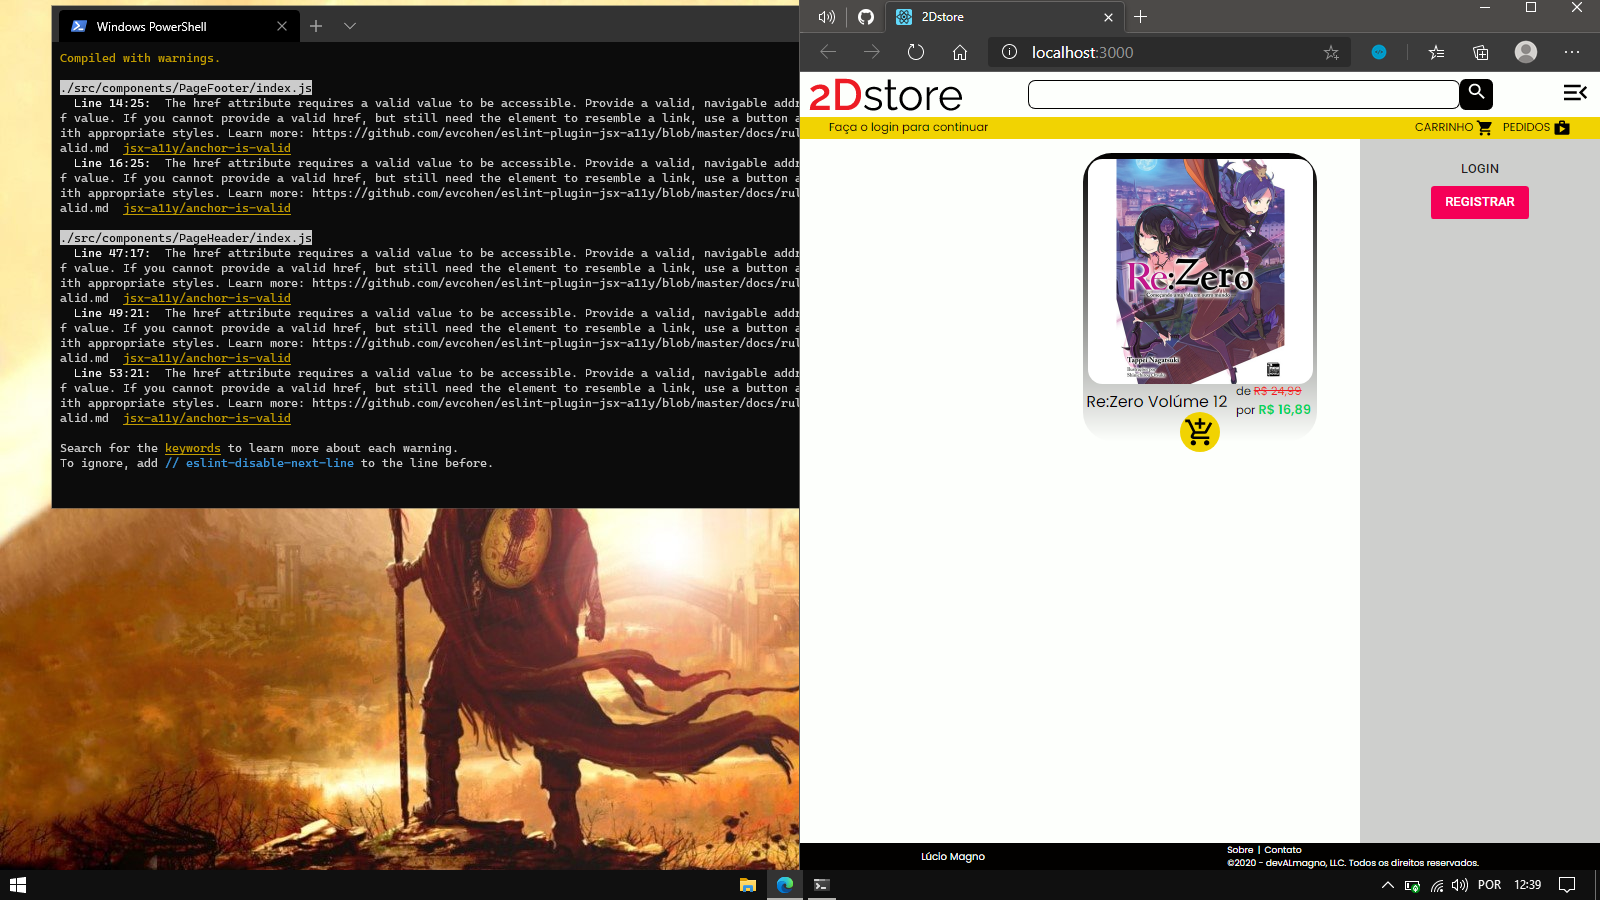 Windows PowerShell
Compiled with warnings.
./src/components/PageFooter/index.js
Line 14:25:  The href attribute requires a valid value to be accessible. Provide a valid, navigable addr
f value. If you cannot provide a valid href, but still need the element to resemble a link, use a button a
ith appropriate styles. Learn more: https://github.com/evcohen/eslint-plugin-jsx-a11y/blob/master/docs/rul
alid.md  jsx-a11y/anchor-is-valid
Line 16:25:  The href attribute requires a valid value to be accessible. Provide a valid, navigable addr
f value. If you cannot provide a valid href, but still need the element to resemble a link, use a button a
ith appropriate styles. Learn more: https://github.com/evcohen/eslint-plugin-jsx-a11y/blob/master/docs/rul
alid.md  jsx-a11y/anchor-is-valid
./src/components/PageHeader/index.js
Line 47:17:  The href attribute requires a valid value to be accessible. Provide a valid, navigable addr
f value. If you cannot provide a valid href, but still need the element to resemble a link, use a button a
ith appropriate styles. Learn more: https://github.com/evcohen/eslint-plugin-jsx-a11y/blob/master/docs/rul
alid.md  jsx-a11y/anchor-is-valid
Line 49:21:  The href attribute requires a valid value to be accessible. Provide a valid, navigable addr
f value. If you cannot provide a valid href, but still need the element to resemble a link, use a button a
ith appropriate styles. Learn more: https://github.com/evcohen/eslint-plugin-jsx-a11y/blob/master/docs/rul
alid.md  jsx-a11y/anchor-is-valid
Line 53:21:  The href attribute requires a valid value to be accessible. Provide a valid, navigable addr
f value. If you cannot provide a valid href, but still need the element to resemble a link, use a button a
ith appropriate styles. Learn more: https://github.com/evcohen/eslint-plugin-jsx-a11y/blob/master/docs/rul
alid.md  jsx-a11y/anchor-is-valid
Search for the keywords to learn more about each warning.
To ignore, add // eslint-disable-next-line to the line before.
2Dstore
localhost:3000
2Dstore
Faça o login para continuar
CARRINHO
PEDIDOS
LOGIN
REGISTRAR
Re:Zero
Começando uma vida em outro mundo
Tappei Nagatsuki
Re:Zero Volúme 12
de R$ 24,99
por R$ 16,89
Lúcio Magno
Sobre | Contato
©2020 - devALmagno, LLC. Todos os direitos reservados.
POR
12:39